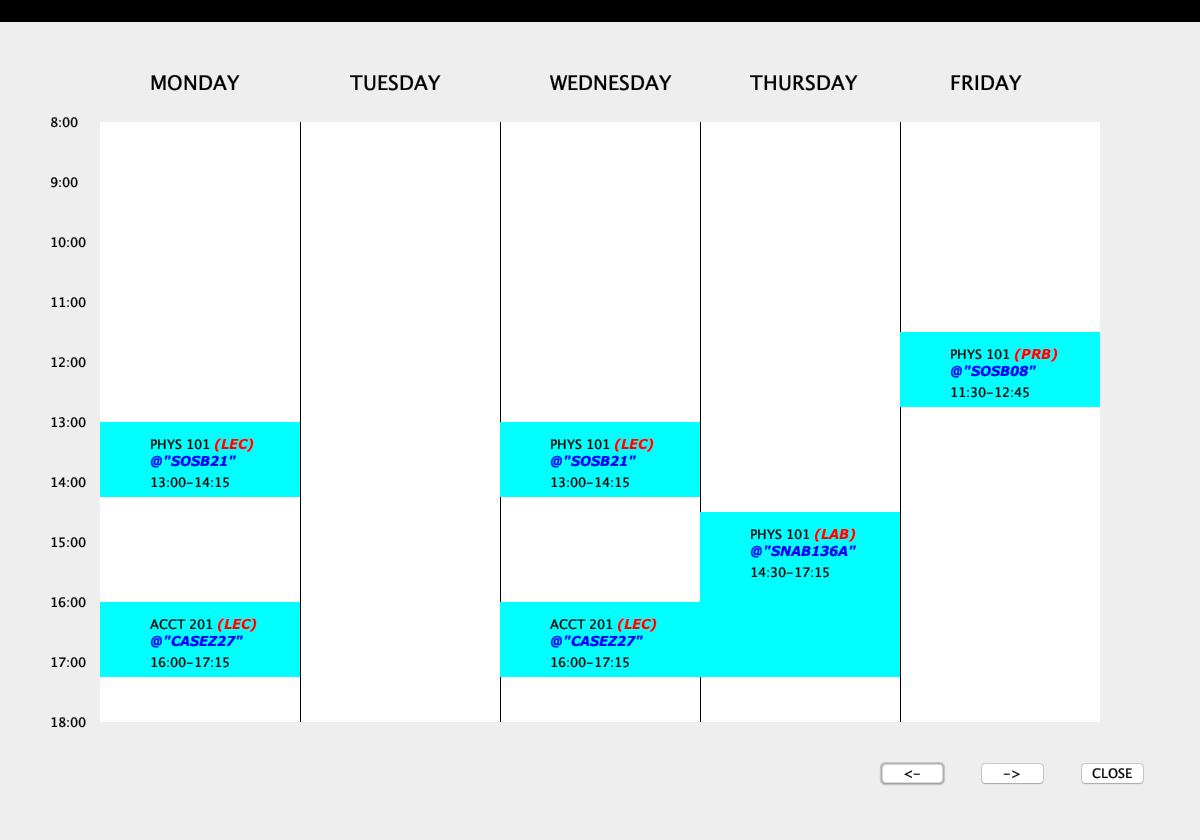 MONDAY TUESDAY WEDNESDAY THURSDAY FRIDAY
8:00
9:00
10:00
11:00
12:00
PHYS 101 (PRB)
@"SOSB08"
11:30-12:45
13:00
PHYS 101 (LEC) PHYS 101 (LEC)
@"SOSB21" @"SOSB21"
14:00 13:00-14:15 13:00-14:15
PHYS 101 (LAB)
15:00 @"SNAB136A"
14:30-17:15
16:00
ACCT 201 (LEC) ACCT 201 (LEC)
@"CASEZ27" @"CASEZ27"
17:00 16:00-17:15 16:00-17:15
18:00
<- -> CLOSE